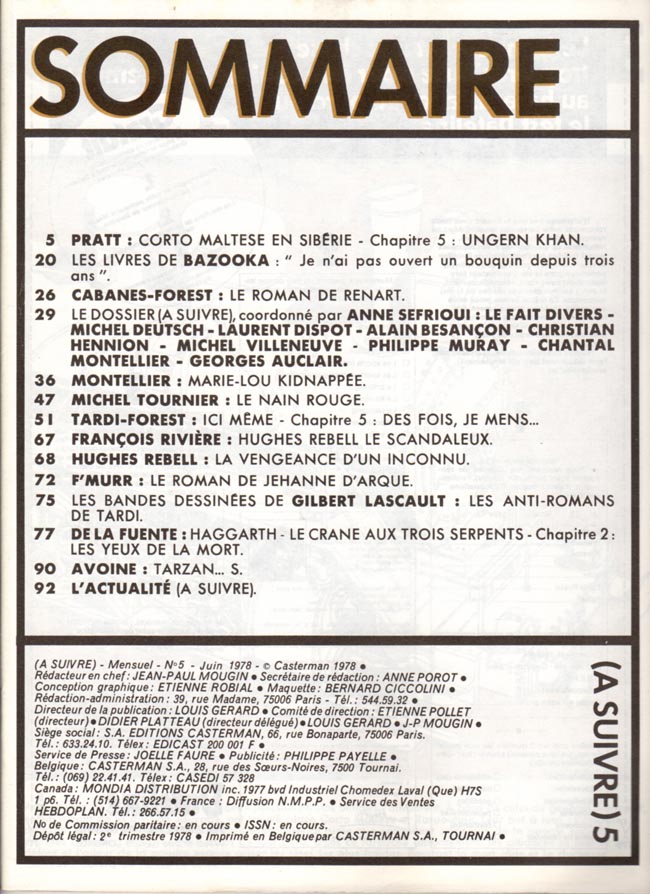 SOMMAIRE
5 PRATT : CORTO MALTESE EN SIBÉRIE - Chapitre 5 : UNGERN KHAN.
20 LES LIVRES DE BAZOOKA : " Je n'ai pas ouvert un bouquin depuis trois
ans ".
26 CABANES-FOREST : LE ROMAN DE RENART.
29 LE DOSSIER (A SUIVRE), coordonné par ANNE SEFRIOUI : LE FAIT DIVERS -
MICHEL DEUTSCH - LAURENT DISPOT - ALAIN BESANÇON - CHRISTIAN
HENNION - MICHEL VILLENEUVE - PHILIPPE MURAY - CHANTAL
MONTELLIER - GEORGES AUCLAIR.
36 MONTELLIER : MARIE-LOU KIDNAPPÉE.
47 MICHEL TOURNIER : LE NAIN ROUGE.
51 TARDI-FOREST : ICI MÊME - Chapitre 5 : DES FOIS, JE MENS...
67 FRANÇOIS RIVIÈRE : HUGHES REBELL LE SCANDALEUX.
68 HUGHES REBELL : LA VENGEANCE D'UN INCONNU.
72 F'MURR : LE ROMAN DE JEHANNE D'ARQUE.
75 LES BANDES DESSINÉES DE GILBERT LASCAULT : LES ANTI-ROMANS
DE TARDI.
77 DE LA FUENTE : HAGGARTH - LE CRANE AUX TROIS SERPENTS - Chapitre 2 :
LES YEUX DE LA MORT.
90 AVOINE : TARZAN... S.
92 L'ACTUALITÉ (A SUIVRE).
(A SUIVRE) - Mensuel - N°5 - Juin 1978 - © Casterman 1978 ●
Rédacteur en chef : JEAN-PAUL MOUGIN ● Secrétaire de rédaction : ANNE POROT ●
Conception graphique : ETIENNE ROBIAL ● Maquette : BERNARD CICCOLINI ●
Rédaction-administration : 39, rue Madame, 75006 Paris - Tél. : 544.59.32 ●
Directeur de la publication : LOUIS GERARD ● Comité de direction : ETIENNE POLLET
(directeur) ● DIDIER PLATTEAU (directeur délégué) ● LOUIS GERARD ● J-P MOUGIN ●
Siège social : S.A. EDITIONS CASTERMAN, 66, rue Bonaparte, 75006 Paris.
Tél. : 633.24.10. Télex : EDICAST 200 001 F ●
Service de Presse : JOELLE FAURE ● Publicité : PHILIPPE PAYELLE ●
Belgique : CASTERMAN S.A., 28, rue des Sœurs-Noires, 7500 Tournai.
Tél. : (069) 22.41.41. Télex : CASEDI 57 328
Canada : MONDIA DISTRIBUTION inc. 1977 bvd Industriel Chomedex Laval (Que) H7S
1 p6. Tél. : (514) 667-9221 ● France : Diffusion N.M.P.P. ● Service des Ventes
HEBDOPLAN. Tél. : 266.57.15 ●
No de Commission paritaire : en cours ● ISSN : en cours.
Dépôt légal : 2e trimestre 1978 ● Imprimé en Belgique par CASTERMAN S.A., TOURNAI ●
(A SUIVRE) 5